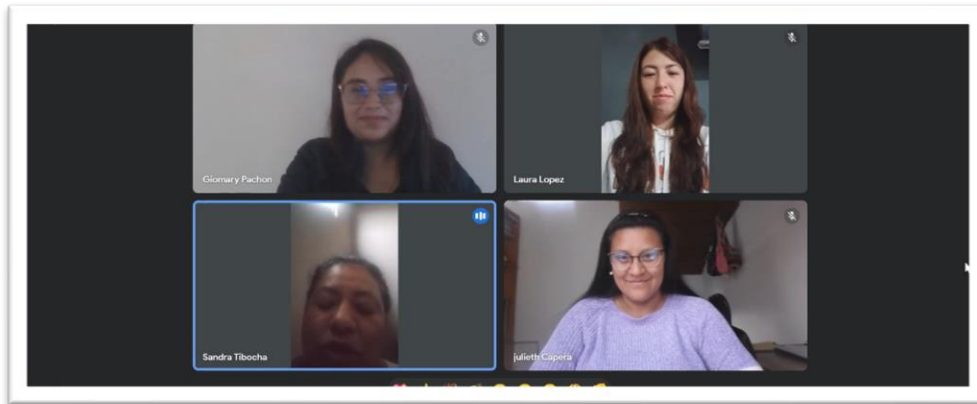 Giomary Pachon
Laura Lopez
Sandra Tibocha
julieth Capera